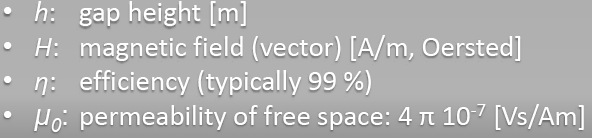 • h: gap height [m]
• H: magnetic field (vector) [A/m, Oersted]
• η: efficiency (typically 99 %)
• μ₀: permeability of free space: 4 π 10⁻⁷ [Vs/Am]